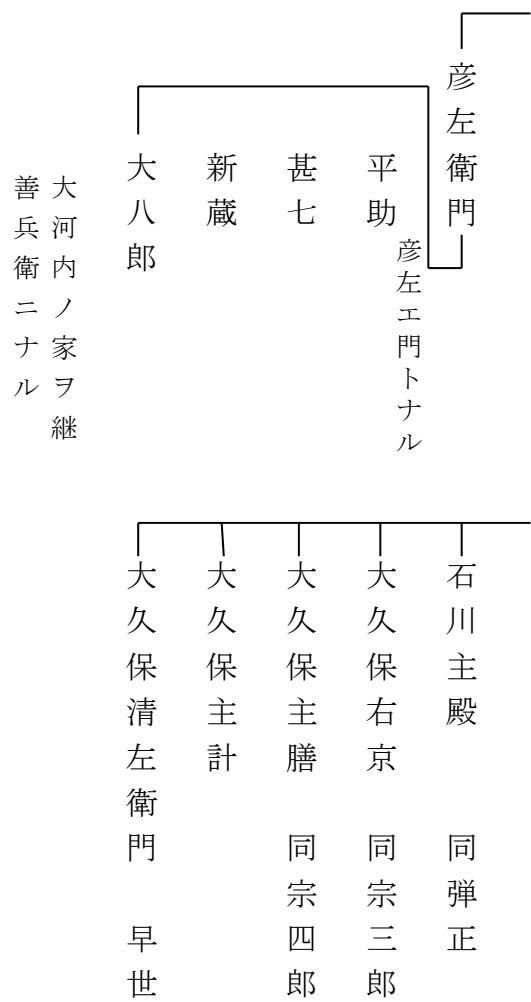 彦左衛門
平助
彦左エ門トナル
甚七
新蔵
大八郎
大河内ノ家ヲ継
善兵衛ニナル
石川主殿 同弾正
大久保右京 同宗三郎
大久保主膳 同宗四郎
大久保主計
大久保清左衛門 早世